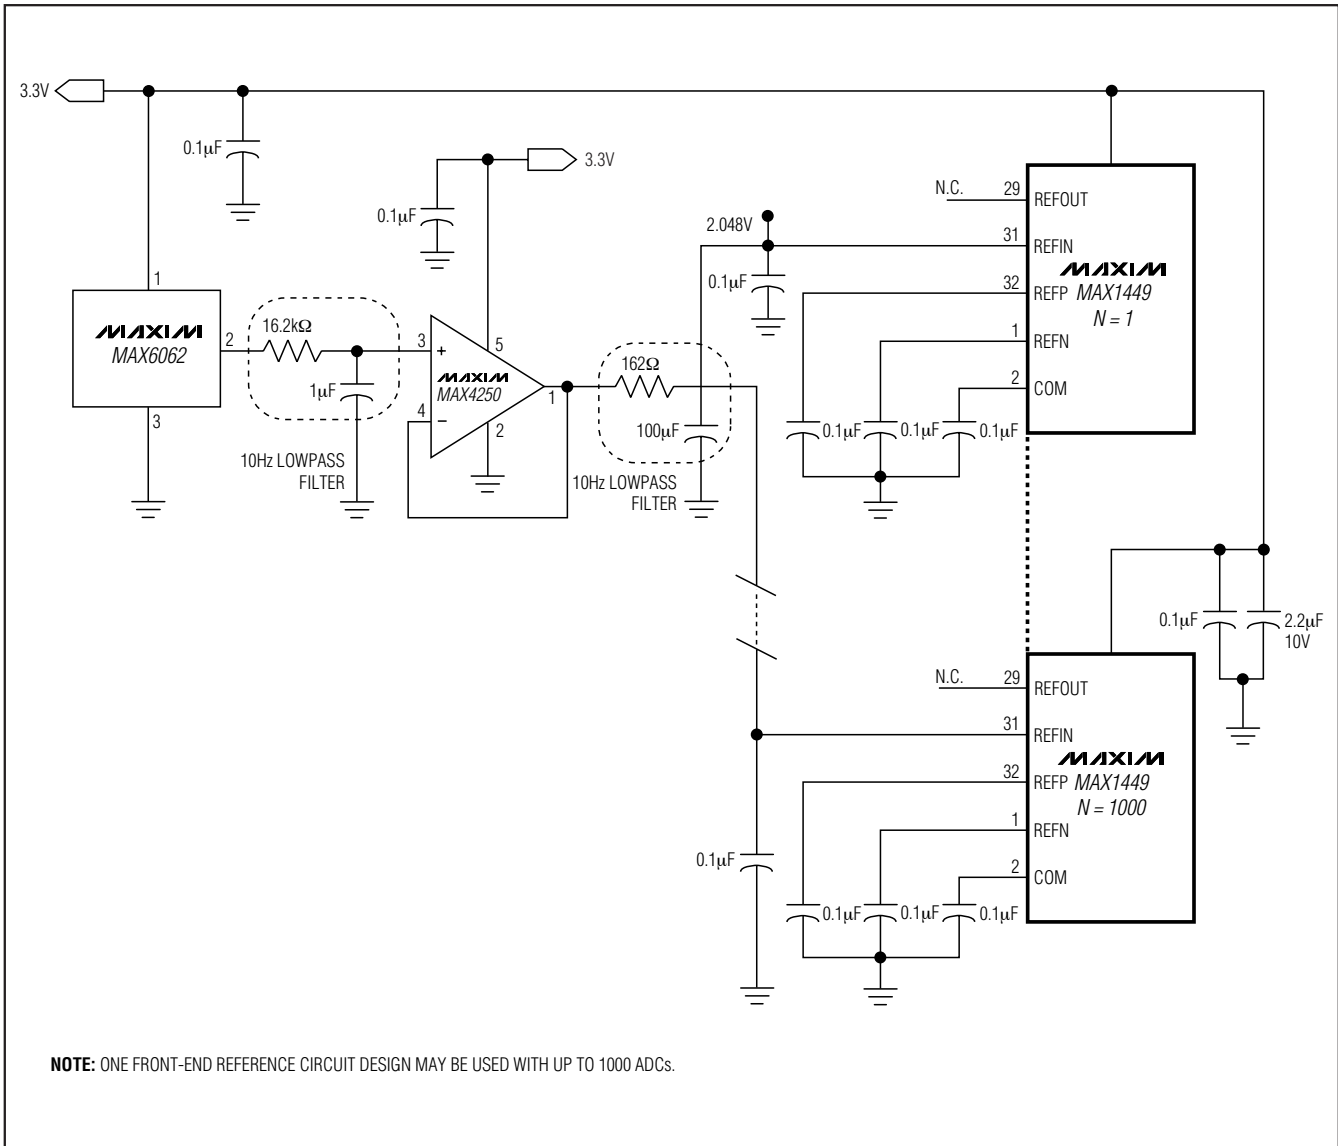 3.3V
0.1µF
3.3V
0.1µF
1
MAXIM
MAX6062
2
3
16.2kΩ
1µF
10Hz LOWPASS
FILTER
3
+
5
MAXIM
MAX4250
1
4
−
2
162Ω
100µF
10Hz LOWPASS
FILTER
2.048V
0.1µF
N.C.
29
REFOUT
31
REFIN
MAXIM
32
REFP
MAX1449
N = 1
1
REFN
2
COM
0.1µF
0.1µF
0.1µF
0.1µF
2.2µF
10V
N.C.
29
REFOUT
31
REFIN
MAXIM
32
REFP
MAX1449
N = 1000
1
REFN
2
COM
0.1µF
0.1µF
0.1µF
0.1µF
NOTE: ONE FRONT-END REFERENCE CIRCUIT DESIGN MAY BE USED WITH UP TO 1000 ADCs.